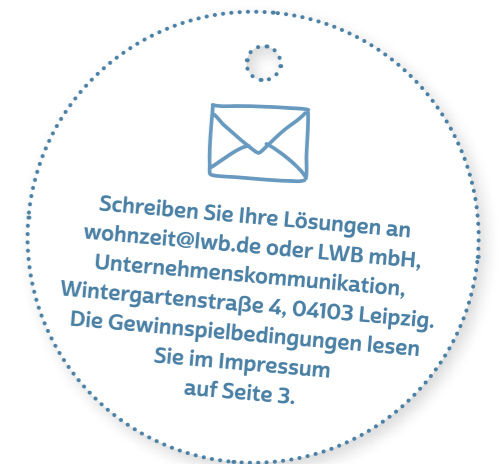 Schreiben Sie Ihre Lösungen an
wohnzeit@lwb.de oder LWB mbH,
Unternehmenskommunikation,
Wintergartenstraße 4, 04103 Leipzig.
Die Gewinnspielbedingungen lesen
Sie im Impressum
auf Seite 3.